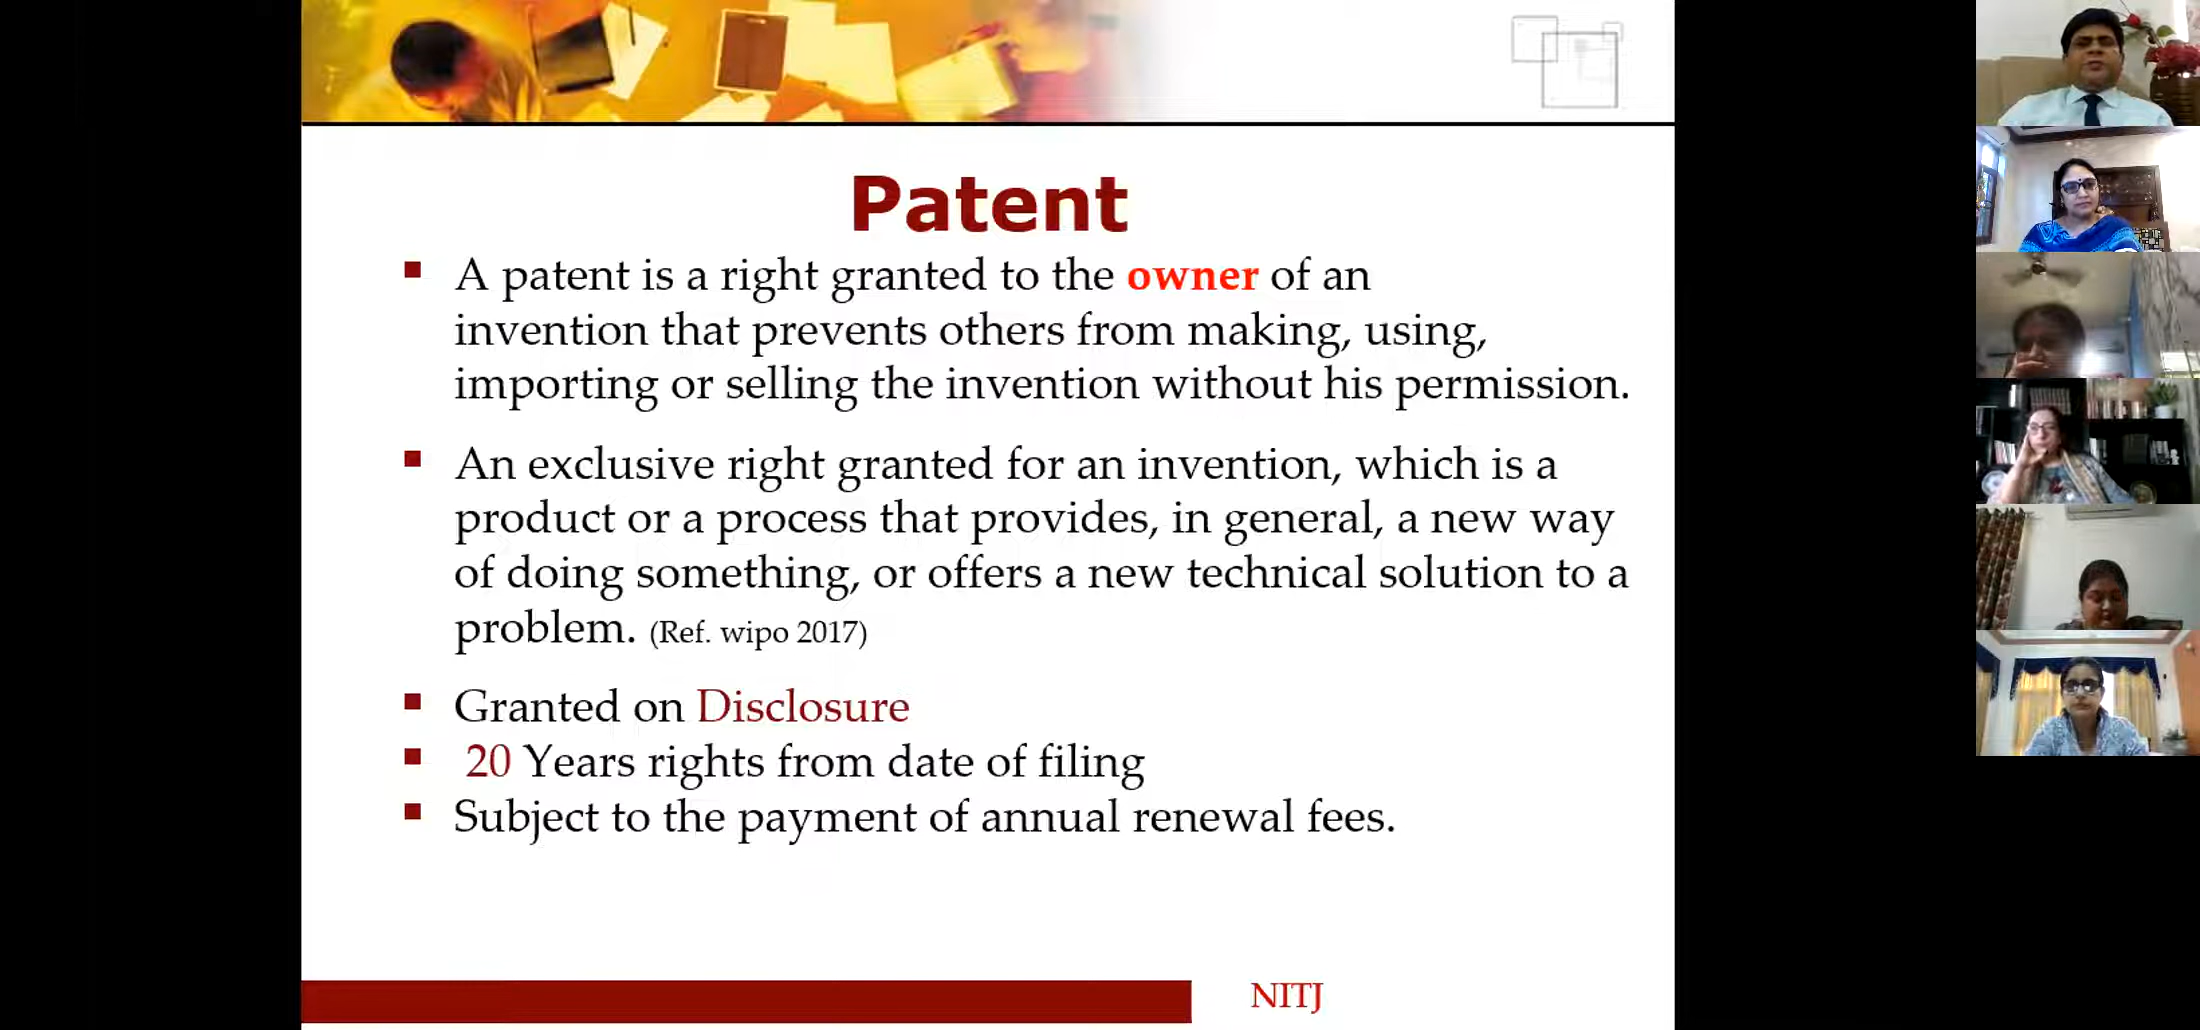 Patent
A patent is a right granted to the owner of an
invention that prevents others from making, using,
importing or selling the invention without his permission.
An exclusive right granted for an invention, which is a
product or a process that provides, in general, a new way
of doing something, or offers a new technical solution to a
problem. (Ref. wipo 2017)
Granted on Disclosure
20 Years rights from date of filing
Subject to the payment of annual renewal fees.
NITJ